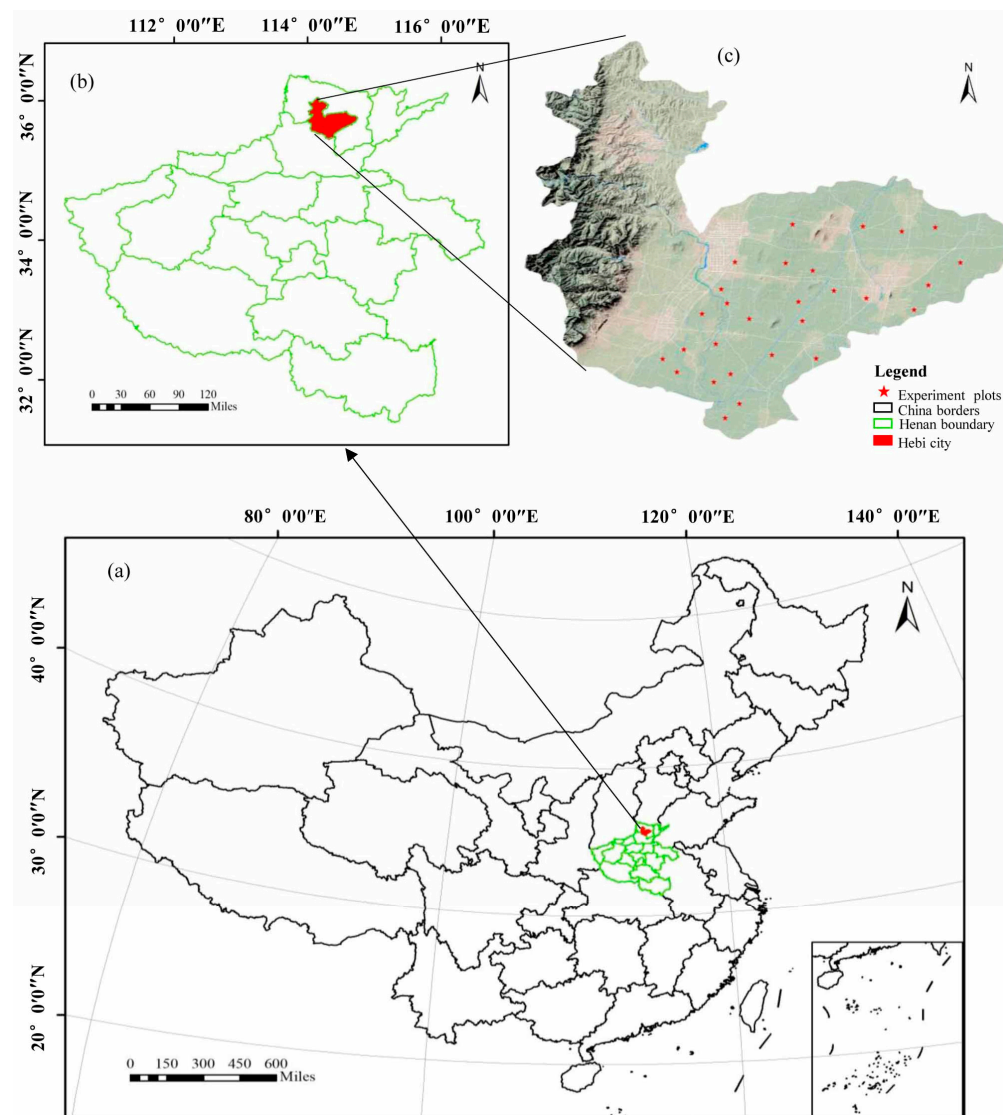 112° 0′0″E 114° 0′0″E 116° 0′0″E
(b)
N
36° 0′0″N
34° 0′0″N
32° 0′0″N
0 30 60 90 120
Miles
(c)
N
Legend
Experiment plots
China borders
Henan boundary
Hebi city
80° 0′0″E 100° 0′0″E 120° 0′0″E 140° 0′0″E
(a)
N
40° 0′0″N
30° 0′0″N
20° 0′0″N
0 150 300 450 600
Miles